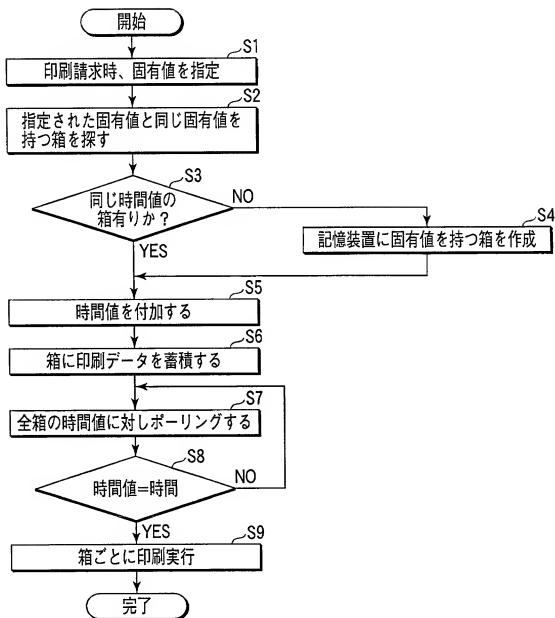 開始
S1
印刷請求時、固有値を指定
S2
指定された固有値と同じ固有値を
持つ箱を探す
S3
同じ時間値の
箱有りか?
NO
YES
S4
記憶装置に固有値を持つ箱を作成
S5
時間値を付加する
S6
箱に印刷データを蓄積する
S7
全箱の時間値に対しポーリングする
S8
時間値=時間
NO
YES
S9
箱ごとに印刷実行
完了